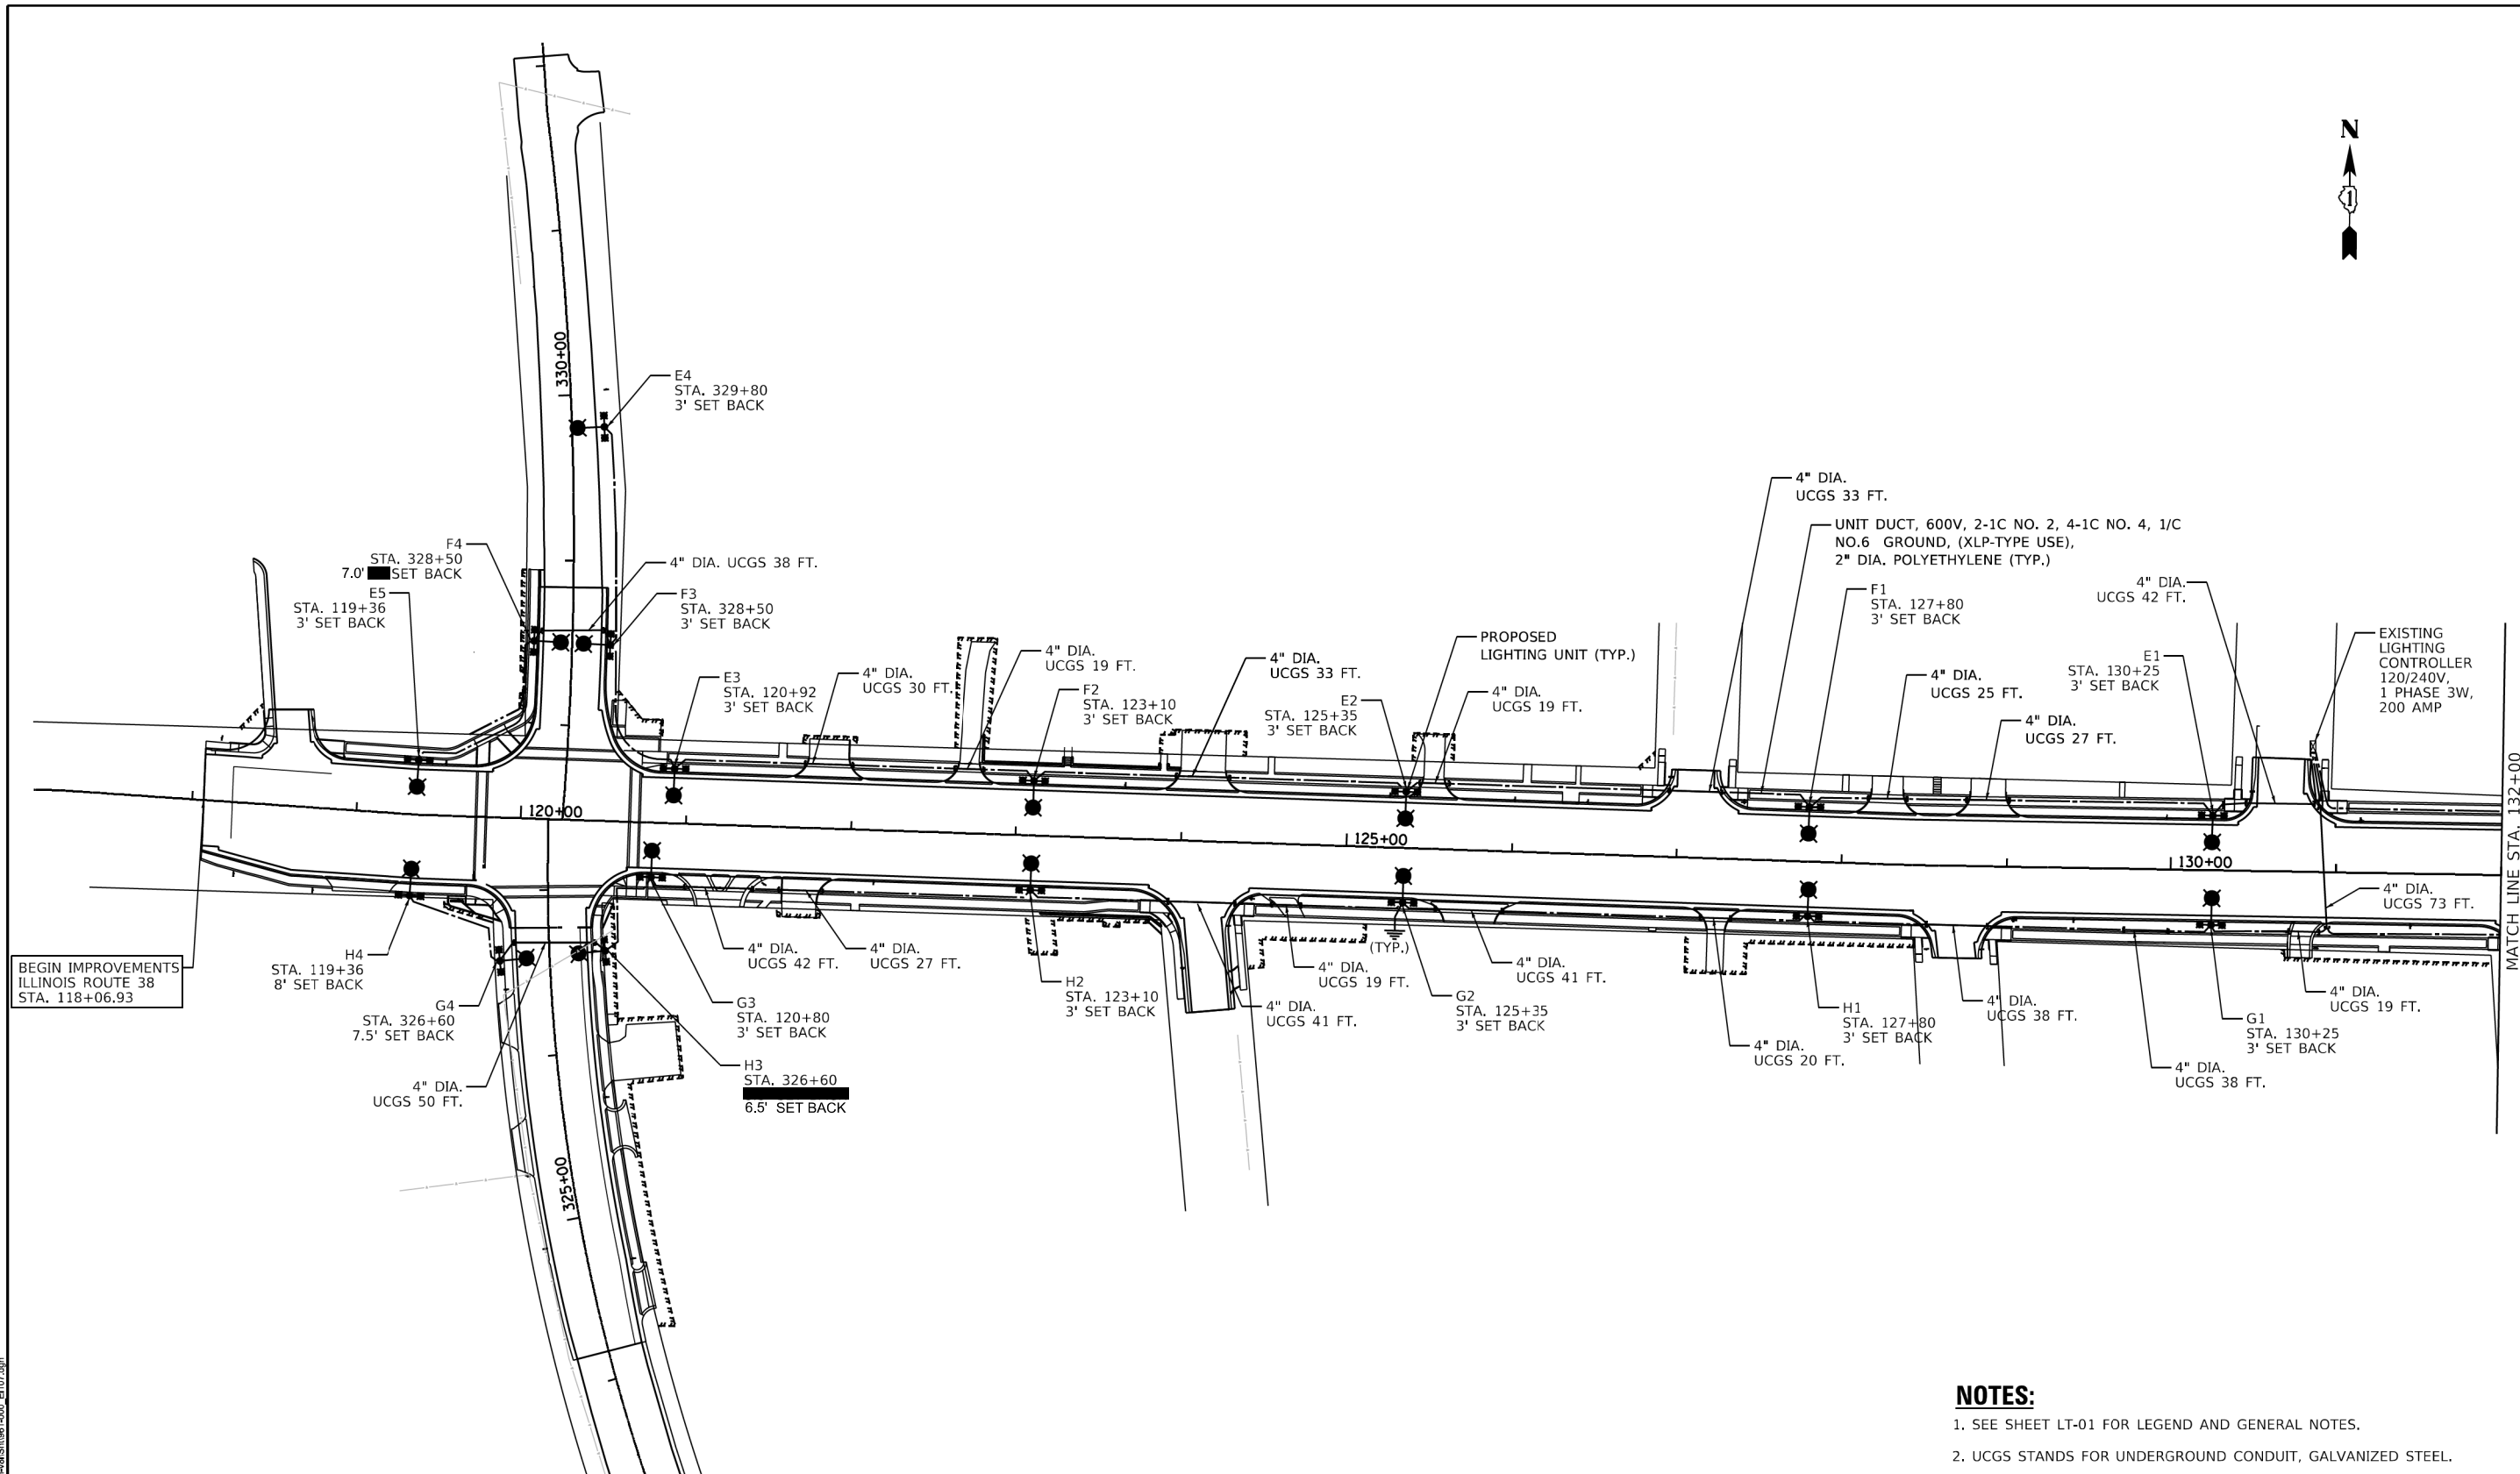 N
1
330+00
E4
STA. 329+80
3' SET BACK
4" DIA.
UCGS 33 FT.
UNIT DUCT, 600V, 2-1C NO. 2, 4-1C NO. 4, 1/C
NO.6 GROUND, (XLP-TYPE USE),
2" DIA. POLYETHYLENE (TYP.)
F4
STA. 328+50
7.0' SET BACK
4" DIA. UCGS 38 FT.
E5
STA. 119+36
3' SET BACK
F3
STA. 328+50
3' SET BACK
F1
STA. 127+80
3' SET BACK
4" DIA.
UCGS 42 FT.
PROPOSED
LIGHTING UNIT (TYP.)
EXISTING
LIGHTING
CONTROLLER
120/240V,
1 PHASE 3W,
200 AMP
E3
STA. 120+92
3' SET BACK
4" DIA.
UCGS 30 FT.
4" DIA.
UCGS 19 FT.
F2
STA. 123+10
3' SET BACK
4" DIA.
UCGS 33 FT.
E2
STA. 125+35
3' SET BACK
4" DIA.
UCGS 19 FT.
4" DIA.
UCGS 25 FT.
4" DIA.
UCGS 27 FT.
E1
STA. 130+25
3' SET BACK
120+00
125+00
130+00
MATCH LINE STA. 132+00
4" DIA.
UCGS 73 FT.
BEGIN IMPROVEMENTS
ILLINOIS ROUTE 38
STA. 118+06.93
H4
STA. 119+36
8' SET BACK
G4
STA. 326+60
7.5' SET BACK
4" DIA.
UCGS 50 FT.
4" DIA.
UCGS 42 FT.
4" DIA.
UCGS 27 FT.
G3
STA. 120+80
3' SET BACK
H3
STA. 326+60
6.5' SET BACK
H2
STA. 123+10
3' SET BACK
(TYP.)
4" DIA.
UCGS 19 FT.
4" DIA.
UCGS 41 FT.
G2
STA. 125+35
3' SET BACK
4" DIA.
UCGS 41 FT.
4" DIA.
UCGS 20 FT.
H1
STA. 127+80
3' SET BACK
4" DIA.
UCGS 38 FT.
4" DIA.
UCGS 38 FT.
G1
STA. 130+25
3' SET BACK
4" DIA.
UCGS 19 FT.
325+00
NOTES:
1. SEE SHEET LT-01 FOR LEGEND AND GENERAL NOTES.
2. UCGS STANDS FOR UNDERGROUND CONDUIT, GALVANIZED STEEL.